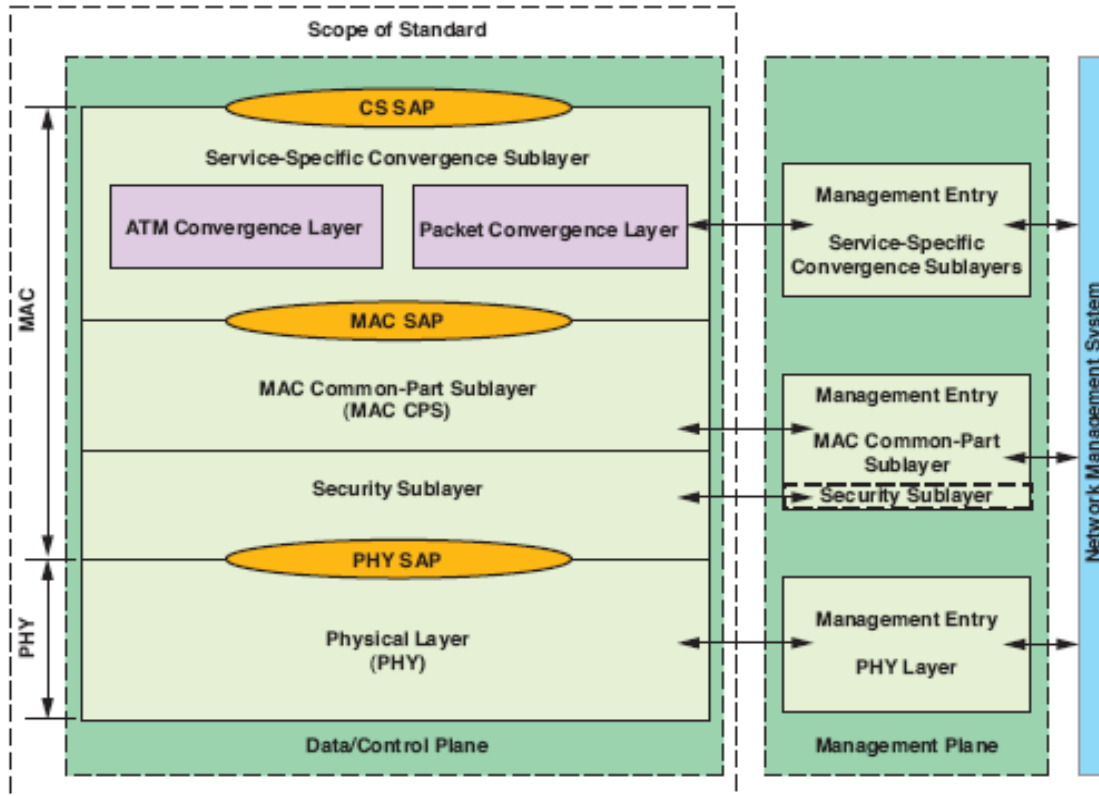 Scope of Standard
CS SAP
Service-Specific Convergence Sublayer
ATM Convergence Layer
Packet Convergence Layer
MAC SAP
MAC Common-Part Sublayer
(MAC CPS)
Security Sublayer
PHY SAP
Physical Layer
(PHY)
Data/Control Plane
MAC
PHY
Management Entry
Service-Specific
Convergence Sublayers
Management Entry
MAC Common-Part
Sublayer
Security Sublayer
Management Entry
PHY Layer
Management Plane
Network Management System